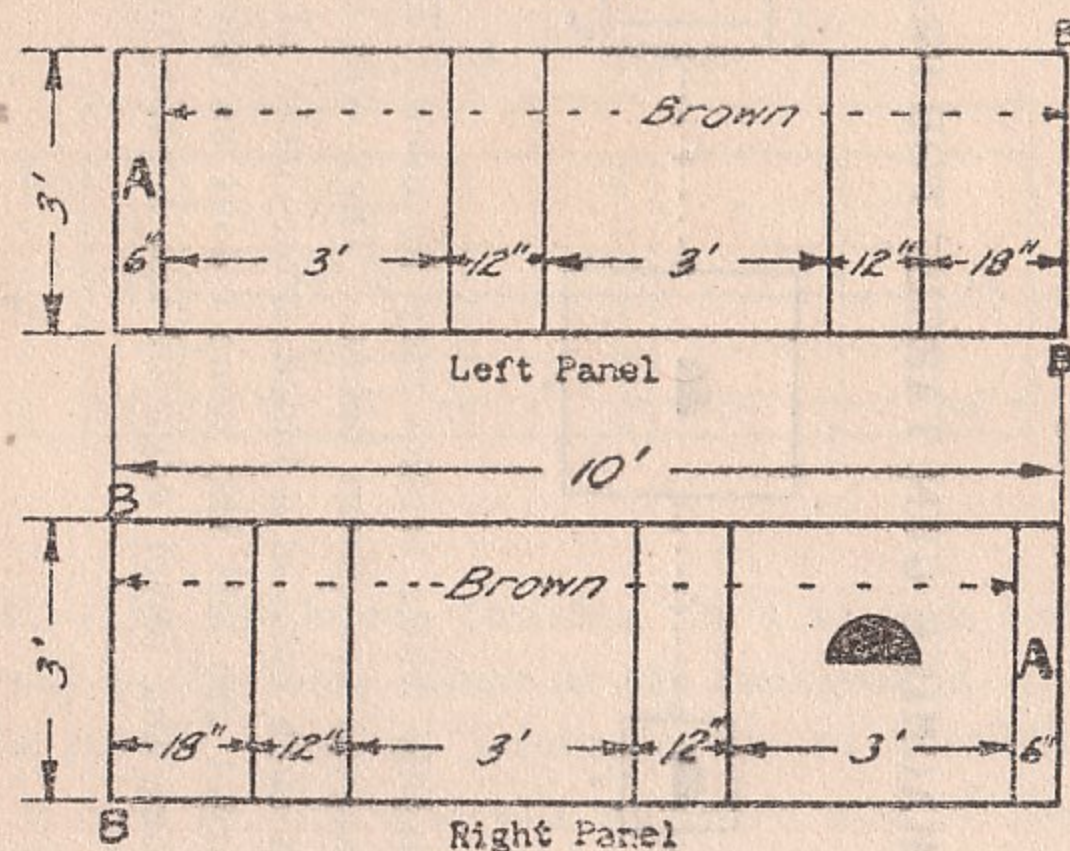 B
Brown
A
3'
6" 3' 12" 3' 12" 18"
Left Panel
B
10'
B
Brown
A
3'
18" 12" 3' 12" 3' 6"
B
Right Panel